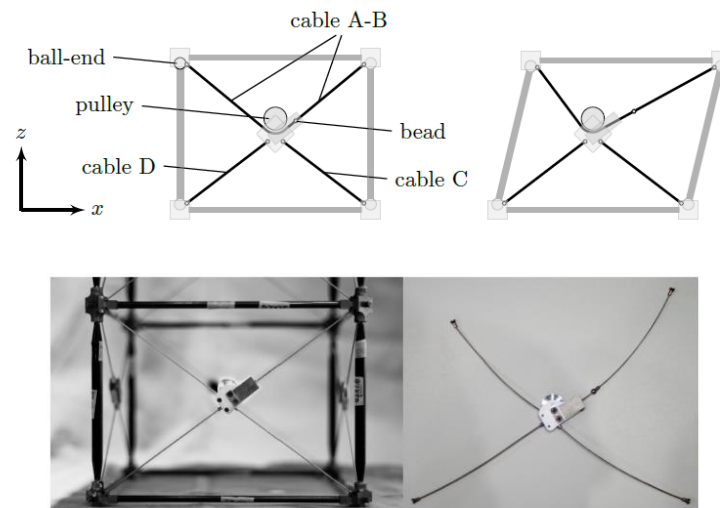 cable A-B
ball-end
pulley
bead
z
cable D
cable C
x